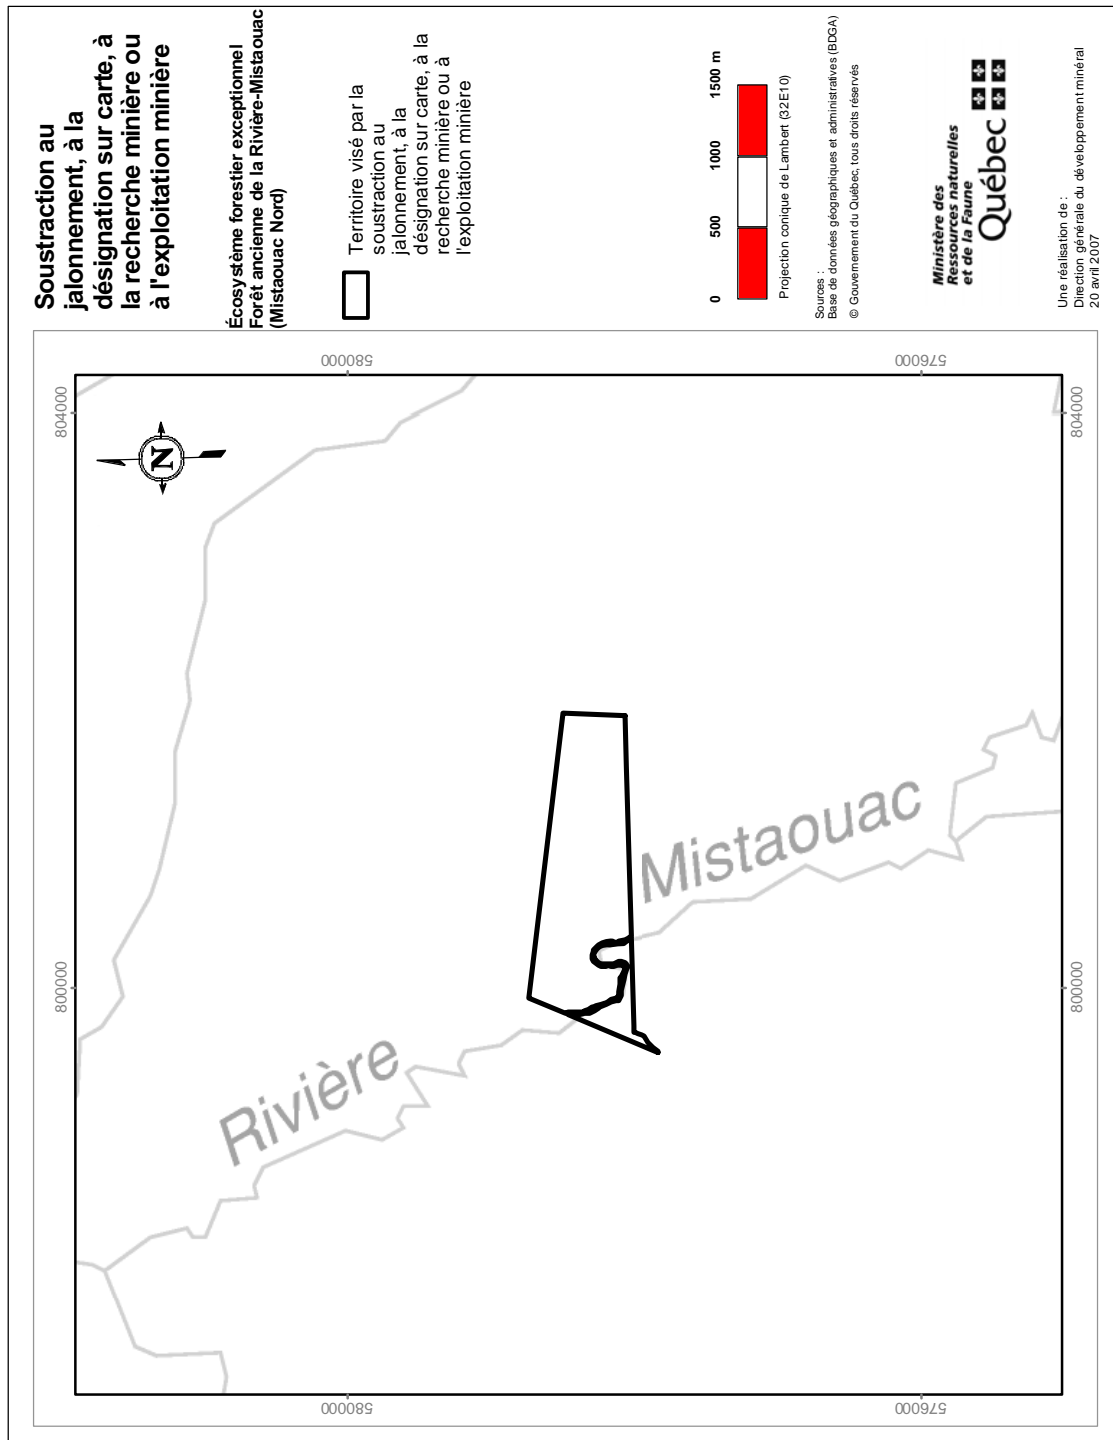 Soustraction au
jalonnement, à la
désignation sur carte, à
la recherche minière ou
à l'exploitation minière
Écosystème forestier exceptionnel
Forêt ancienne de la Rivière-Mistaouac
(Mistaouac Nord)
Territoire visé par la
soustraction au
jalonnement, à la
désignation sur carte, à la
recherche minière ou à
l'exploitation minière
0 500 1000 1500 m
Projection conique de Lambert (32E10)
Sources :
Base de données géographiques et administratives (BDGA)
© Gouvernement du Québec, tous droits réservés
Ministère des
Ressources naturelles
et de la Faune
Québec
Une réalisation de :
Direction générale du développement minéral
20 avril 2007
580000
576000
804000
804000
N
Rivière
Mistaouac
800000
800000
580000
576000